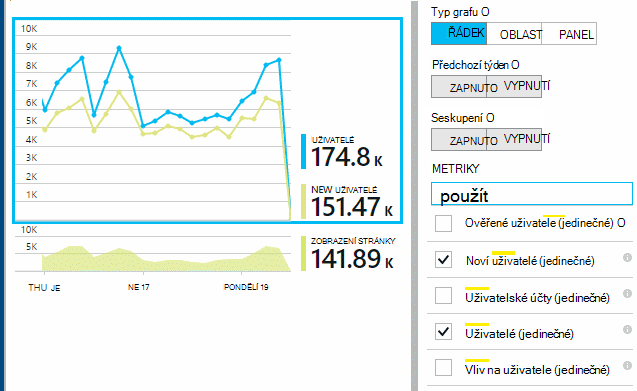 10K
9K
8K
7K
6K
5K
4K
3K
2K
1K
UŽIVATELÉ
174.8 K
NEW UŽIVATELÉ
151.47 K
10K
5K
ZOBRAZENÍ STRÁNKY
141.89 K
THU JE
NE 17
PONDĚLÍ 19
Typ grafu O
ŘÁDEK OBLAST PANEL
Předchozí týden O
ZAPNUTO VYPNUTÍ
Seskupení O
ZAPNUTO VYPNUTÍ
METRIKY
použít
Ověřené uživatele (jedinečné) O
Noví uživatelé (jedinečné)
Uživatelské účty (jedinečné)
Uživatelé (jedinečné)
Vliv na uživatele (jedinečné)